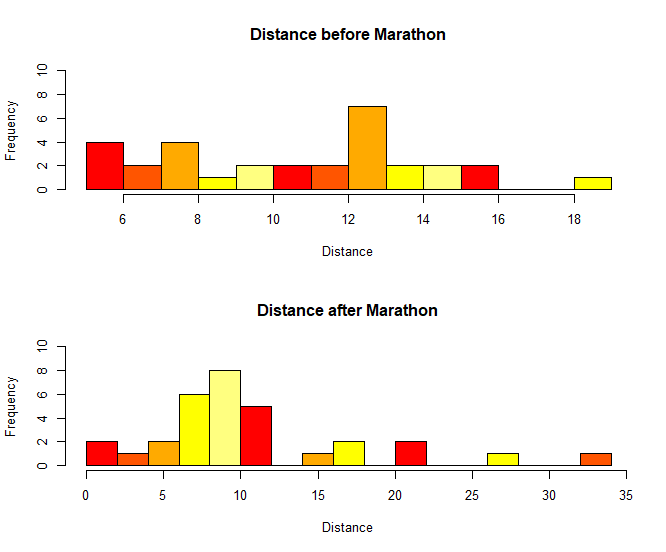 Distance before Marathon
Frequency
0 2 4 6 8 10
6 8 10 12 14 16 18
Distance
Distance after Marathon
Frequency
0 2 4 6 8 10
0 5 10 15 20 25 30 35
Distance